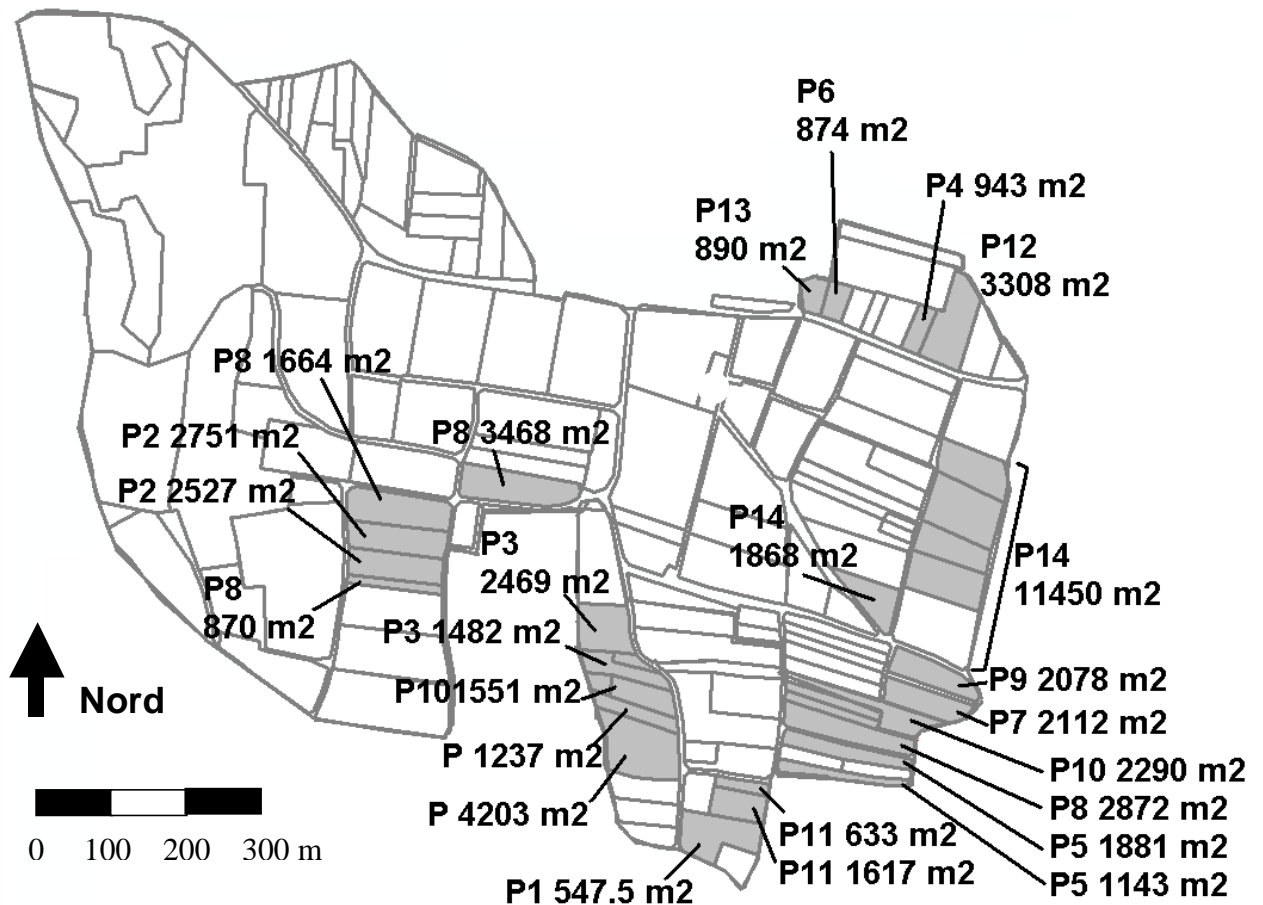 P6
874 m2
P4 943 m2
P13
890 m2
P12
3308 m2
P8 1664 m2
P2 2751 m2
P8 3468 m2
P2 2527 m2
P14
1868 m2
P3
2469 m2
P14
11450 m2
P8
870 m2
P3 1482 m2
P101551 m2
P9 2078 m2
Nord
P7 2112 m2
P 1237 m2
P10 2290 m2
P 4203 m2
P8 2872 m2
P11 633 m2
P5 1881 m2
P11 1617 m2
P5 1143 m2
P1 547.5 m2
0 100 200 300 m